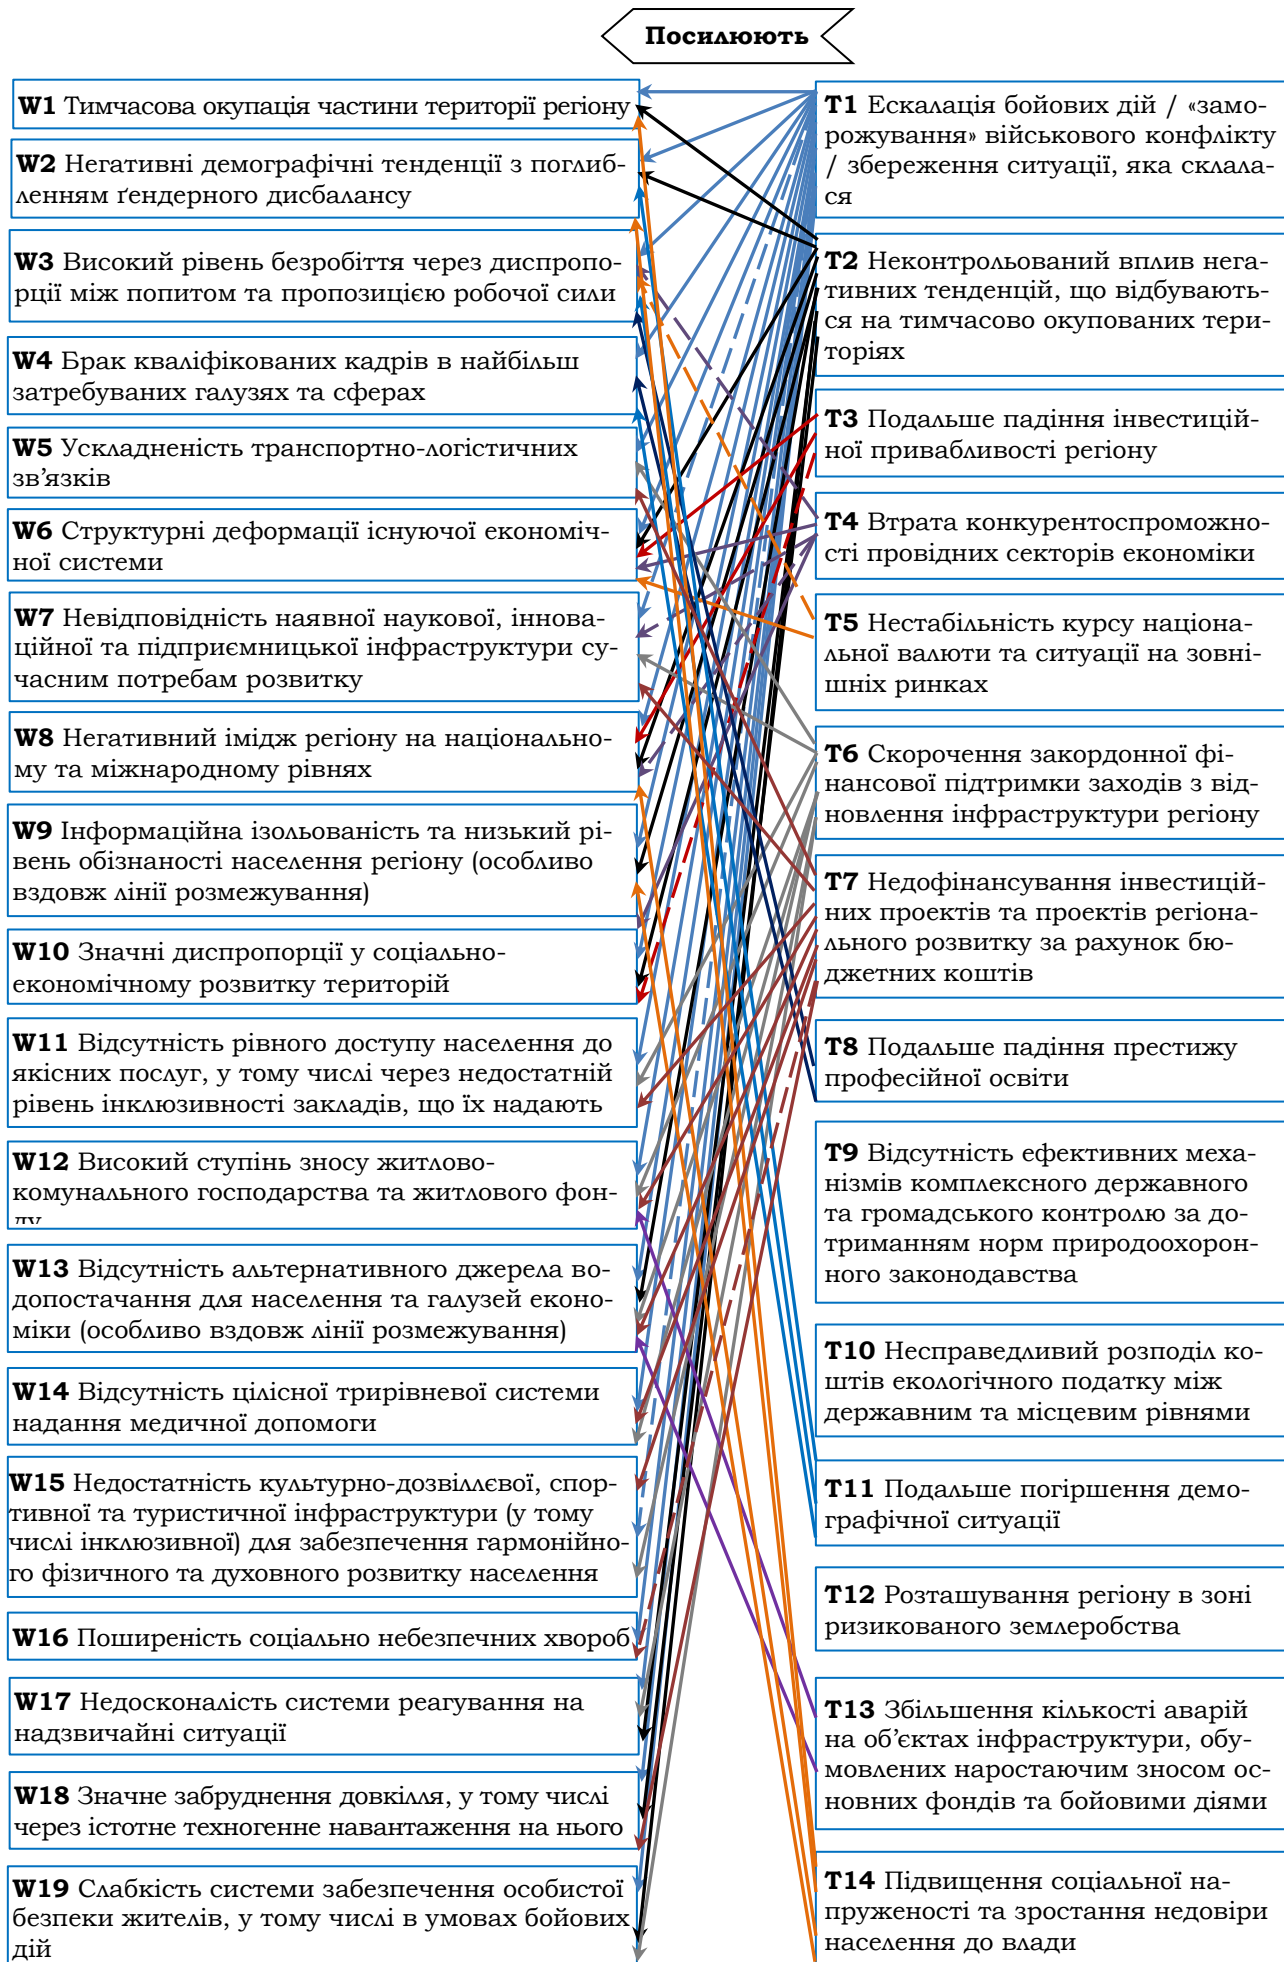 Посилюють
W1 Тимчасова окупація частини території регіону
W2 Негативні демографічні тенденції з поглиб-
ленням ґендерного дисбалансу
W3 Високий рівень безробіття через диспропо-
рції між попитом та пропозицією робочої сили
W4 Брак кваліфікованих кадрів в найбільш
затребуваних галузях та сферах
W5 Ускладненість транспортно-логістичних
зв’язків
W6 Структурні деформації існуючої економіч-
ної системи
W7 Невідповідність наявної наукової, іннова-
ційної та підприємницької інфраструктури су-
часним потребам розвитку
W8 Негативний імідж регіону на національно-
му та міжнародному рівнях
W9 Інформаційна ізольованість та низький рі-
вень обізнаності населення регіону (особливо
вздовж лінії розмежування)
W10 Значні диспропорції у соціально-
економічному розвитку територій
W11 Відсутність рівного доступу населення до
якісних послуг, у тому числі через недостатній
рівень інклюзивності закладів, що їх надають
W12 Високий ступінь зносу житлово-
комунального господарства та житлового фон-
ду
W13 Відсутність альтернативного джерела во-
допостачання для населення та галузей еконо-
міки (особливо вздовж лінії розмежування)
W14 Відсутність цілісної трирівневої системи
надання медичної допомоги
W15 Недостатність культурно-дозвіллєвої, спор-
тивної та туристичної інфраструктури (у тому
числі інклюзивної) для забезпечення гармонійно-
го фізичного та духовного розвитку населення
W16 Поширеність соціально небезпечних хвороб
W17 Недосконалість системи реагування на
надзвичайні ситуації
W18 Значне забруднення довкілля, у тому числі
через істотне техногенне навантаження на нього
W19 Слабкість системи забезпечення особистої
безпеки жителів, у тому числі в умовах бойових
дій
T1 Ескалація бойових дій / «замо-
рожування» військового конфлікту
/ збереження ситуації, яка склала-
ся
T2 Неконтрольований вплив нега-
тивних тенденцій, що відбувають-
ся на тимчасово окупованих тери-
торіях
T3 Подальше падіння інвестицій-
ної привабливості регіону
T4 Втрата конкурентоспроможно-
сті провідних секторів економіки
T5 Нестабільність курсу націона-
льної валюти та ситуації на зовні-
шніх ринках
T6 Скорочення закордонної фі-
нансової підтримки заходів з від-
новлення інфраструктури регіону
T7 Недофінансування інвестицій-
них проектів та проектів регіона-
льного розвитку за рахунок бю-
джетних коштів
T8 Подальше падіння престижу
професійної освіти
T9 Відсутність ефективних меха-
нізмів комплексного державного
та громадського контролю за до-
триманням норм природоохорон-
ного законодавства
T10 Несправедливий розподіл ко-
штів екологічного податку між
державним та місцевим рівнями
T11 Подальше погіршення демо-
графічної ситуації
T12 Розташування регіону в зоні
ризикованого землеробства
T13 Збільшення кількості аварій
на об’єктах інфраструктури, обу-
мовлених наростаючим зносом ос-
новних фондів та бойовими діями
T14 Підвищення соціальної на-
пруженості та зростання недовіри
населення до влади